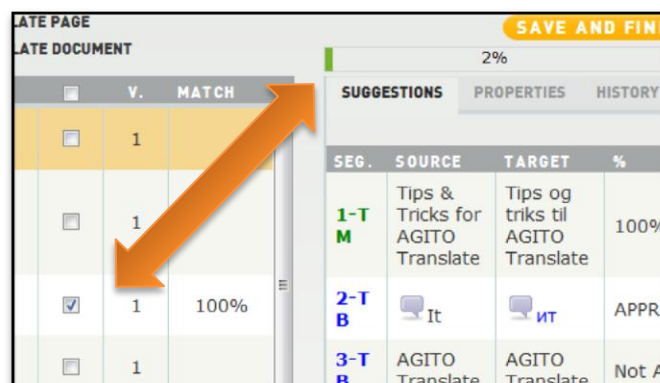 LATE PAGE
LATE DOCUMENT
SAVE AND FIN
2%
V. MATCH
SUGGESTIONS PROPERTIES HISTORY
1
SEG. SOURCE TARGET %
1
1-T
M
Tips &
Tricks for
AGITO
Translate
Tips og
triks til
AGITO
Translate
100%
1 100%
2-T
B
It
ит
APPR
1
3-T
B
AGITO
Translate
AGITO
Translate
Not A